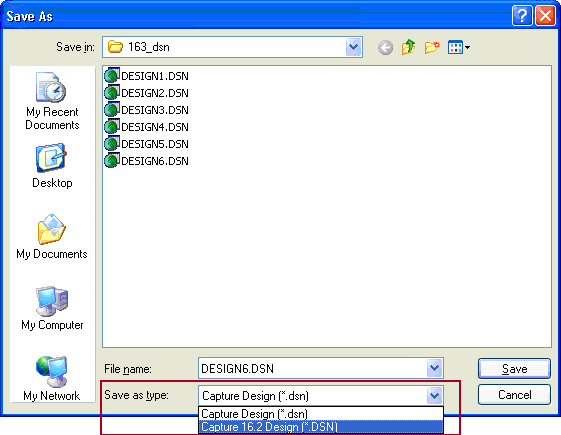 Save As
Save in: 163_dsn
DESIGN1.DSN
DESIGN2.DSN
DESIGN3.DSN
DESIGN4.DSN
DESIGN5.DSN
DESIGN6.DSN
My Recent
Documents
Desktop
My Documents
My Computer
My Network
File name: DESIGN6.DSN Save
Save as type: Capture Design (*.dsn) Cancel
Capture Design (*.dsn)
Capture 16.2 Design (*.DSN)